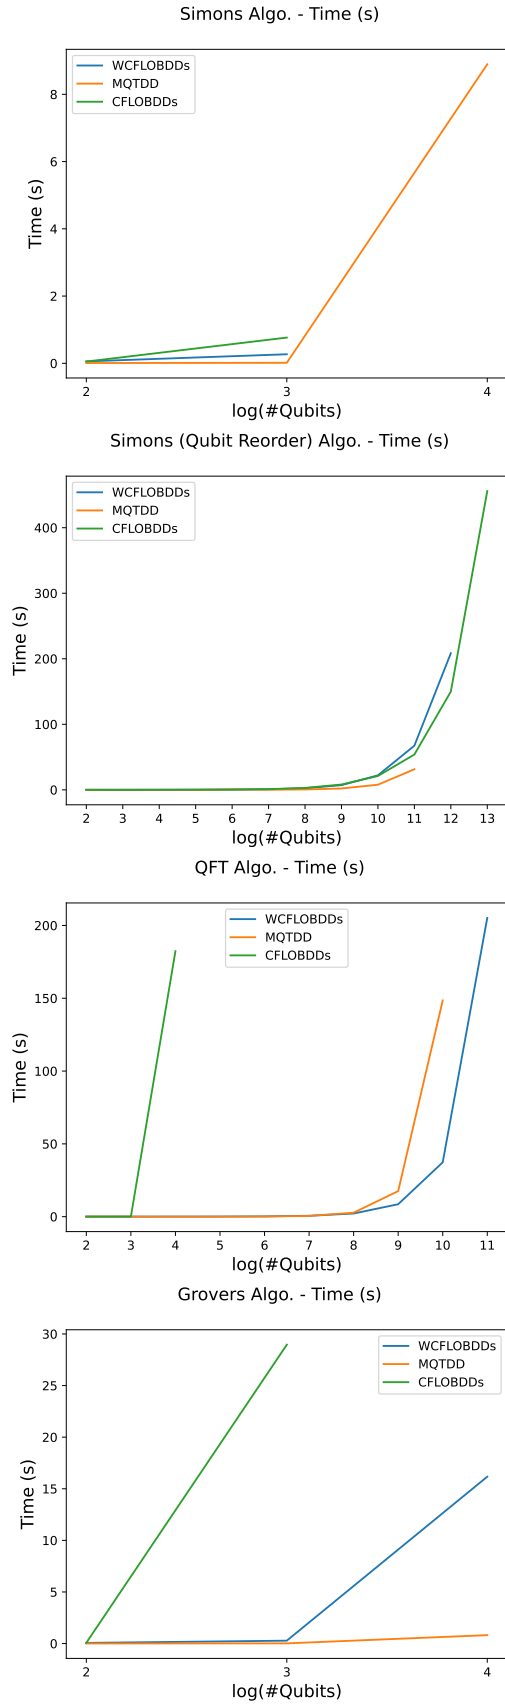 Simons Algo. - Time (s)
WCFLOBDDs
MQTDD
CFLOBDDs
8
6
4
2
0
Time (s)
2 3 4
log(#Qubits)
Simons (Qubit Reorder) Algo. - Time (s)
WCFLOBDDs
MQTDD
CFLOBDDs
400
300
200
100
0
Time (s)
2 3 4 5 6 7 8 9 10 11 12 13
log(#Qubits)
QFT Algo. - Time (s)
WCFLOBDDs
MQTDD
CFLOBDDs
200
150
100
50
0
Time (s)
2 3 4 5 6 7 8 9 10 11
log(#Qubits)
Grovers Algo. - Time (s)
WCFLOBDDs
MQTDD
CFLOBDDs
30
25
20
15
10
5
0
Time (s)
2 3 4
log(#Qubits)